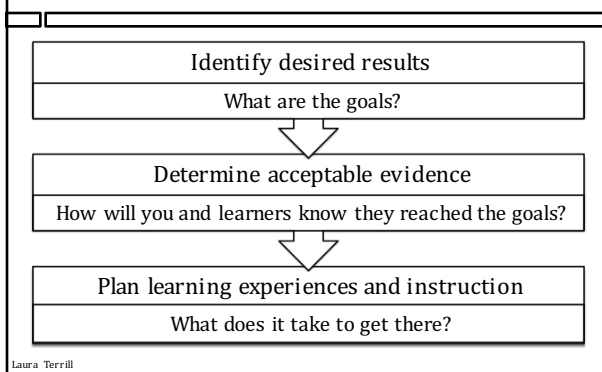 Identify desired results
What are the goals?
Determine acceptable evidence
How will you and learners know they reached the goals?
Plan learning experiences and instruction
What does it take to get there?
Laura Terrill